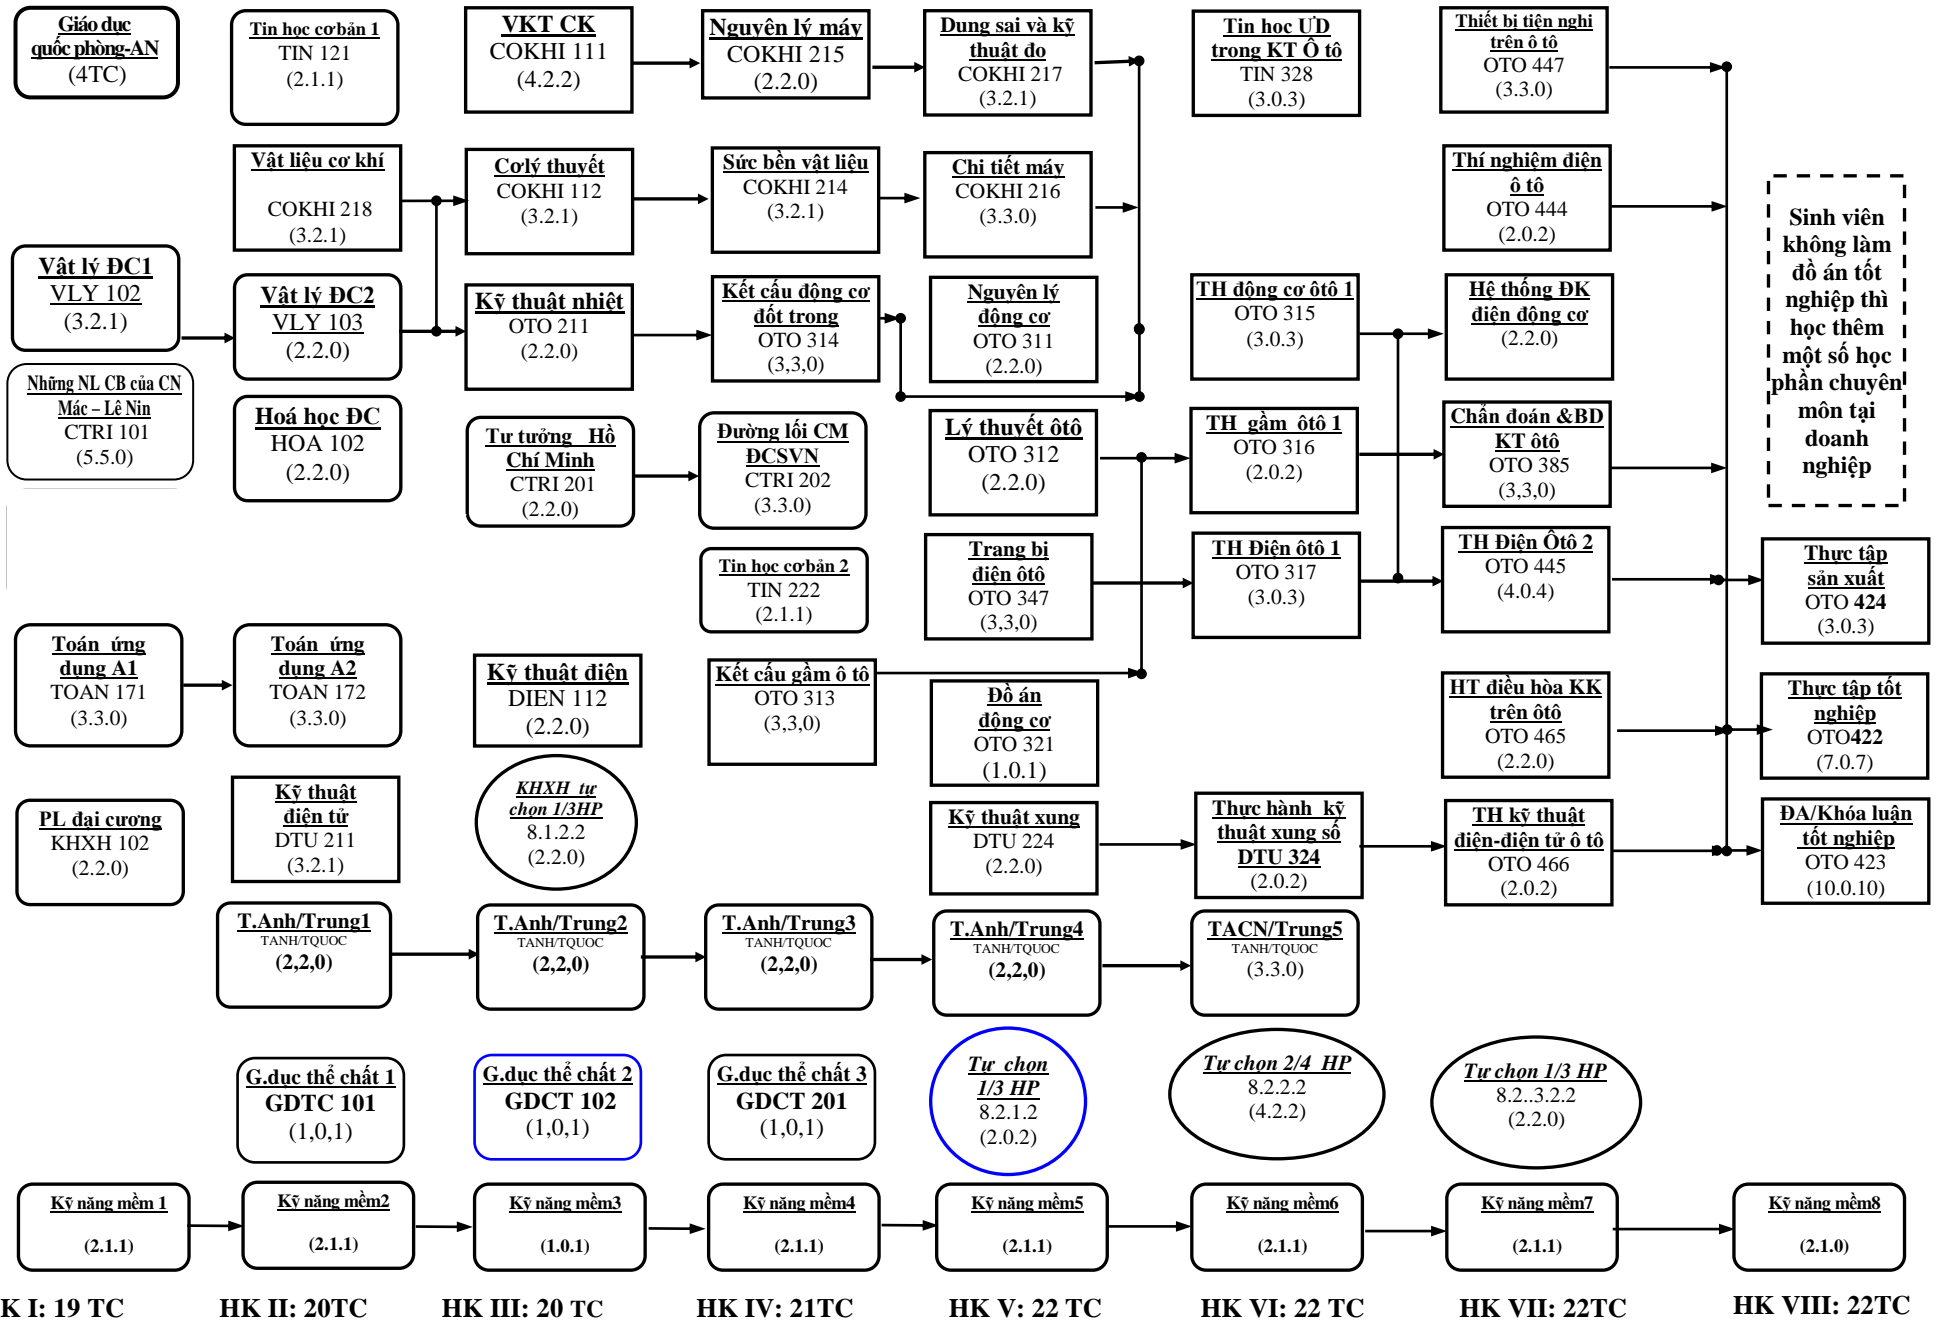 Giáo dục
quốc phòng-AN
(4TC)
Vật lý ĐC1
VLY 102
(3.2.1)
Những NL CB của CN
Mác – Lê Nin
CTRI 101
(5.5.0)
Toán ứng
dụng A1
TOAN 171
(3.3.0)
PL đại cương
KHXH 102
(2.2.0)
Kỹ năng mềm 1
(2.1.1)
K I: 19 TC
Tin học cơbản 1
TIN 121
(2.1.1)
Vật liệu cơ khí
COKHI 218
(3.2.1)
Vật lý ĐC2
VLY 103
(2.2.0)
Hoá học ĐC
HOA 102
(2.2.0)
Toán ứng
dụng A2
TOAN 172
(3.3.0)
Kỹ thuật
điện tử
DTU 211
(3.2.1)
T.Anh/Trung1
TANH/TQUOC
(2,2,0)
G.dục thể chất 1
GDTC 101
(1,0,1)
Kỹ năng mềm2
(2.1.1)
HK II: 20TC
VKT CK
COKHI 111
(4.2.2)
Cơlý thuyết
COKHI 112
(3.2.1)
Kỹ thuật nhiệt
OTO 211
(2.2.0)
Tư tưởng Hồ
Chí Minh
CTRI 201
(2.2.0)
Kỹ thuật điện
DIEN 112
(2.2.0)
KHXH tự
chọn 1/3HP
8.1.2.2
(2.2.0)
T.Anh/Trung2
TANH/TQUOC
(2,2,0)
G.dục thể chất 2
GDCT 102
(1,0,1)
Kỹ năng mềm3
(1.0.1)
HK III: 20 TC
Nguyên lý máy
COKHI 215
(2.2.0)
Sức bền vật liệu
COKHI 214
(3.2.1)
Kết cấu động cơ
đốt trong
OTO 314
(3,3,0)
Đường lối CM
ĐCSVN
CTRI 202
(3.3.0)
Tin học cơbản 2
TIN 222
(2.1.1)
Kết cấu gầm ô tô
OTO 313
(3,3,0)
T.Anh/Trung3
TANH/TQUOC
(2,2,0)
G.dục thể chất 3
GDCT 201
(1,0,1)
Kỹ năng mềm4
(2.1.1)
HK IV: 21TC
Dung sai và kỹ
thuật đo
COKHI 217
(3.2.1)
Chi tiết máy
COKHI 216
(3.3.0)
Nguyên lý
động cơ
OTO 311
(2.2.0)
Lý thuyết ôtô
OTO 312
(2.2.0)
Trang bị
điện ôtô
OTO 347
(3,3,0)
Đồ án
động cơ
OTO 321
(1.0.1)
Kỹ thuật xung
DTU 224
(2.2.0)
T.Anh/Trung4
TANH/TQUOC
(2,2,0)
Tự chọn
1/3 HP
8.2.1.2
(2.0.2)
Kỹ năng mềm5
(2.1.1)
HK V: 22 TC
Tin học ƯD
trong KT Ô tô
TIN 328
(3.0.3)
TH động cơ ôtô 1
OTO 315
(3.0.3)
TH gầm ôtô 1
OTO 316
(2.0.2)
TH Điện ôtô 1
OTO 317
(3.0.3)
Thực hành kỹ
thuật xung số
DTU 324
(2.0.2)
TACN/Trung5
TANH/TQUOC
(3.3.0)
Tự chọn 2/4 HP
8.2.2.2
(4.2.2)
Kỹ năng mềm6
(2.1.1)
HK VI: 22 TC
Thiết bị tiện nghi
trên ô tô
OTO 447
(3.3.0)
Thí nghiệm điện
ô tô
OTO 444
(2.0.2)
Hệ thống ĐK
điện động cơ
(2.2.0)
Chẩn đoán &BD
KT ôtô
OTO 385
(3,3,0)
TH Điện Ôtô 2
OTO 445
(4.0.4)
HT điều hòa KK
trên ôtô
OTO 465
(2.2.0)
TH kỹ thuật
điện-điện tử ô tô
OTO 466
(2.0.2)
Tự chọn 1/3 HP
8.2..3.2.2
(2.2.0)
Kỹ năng mềm7
(2.1.1)
HK VII: 22TC
Sinh viên
không làm
đồ án tốt
nghiệp thì
học thêm
một số học
phần chuyên
môn tại
doanh
nghiệp
Thực tập
sản xuất
OTO 424
(3.0.3)
Thực tập tốt
nghiệp
OTO422
(7.0.7)
ĐA/Khóa luận
tốt nghiệp
OTO 423
(10.0.10)
Kỹ năng mềm8
(2.1.0)
HK VIII: 22TC